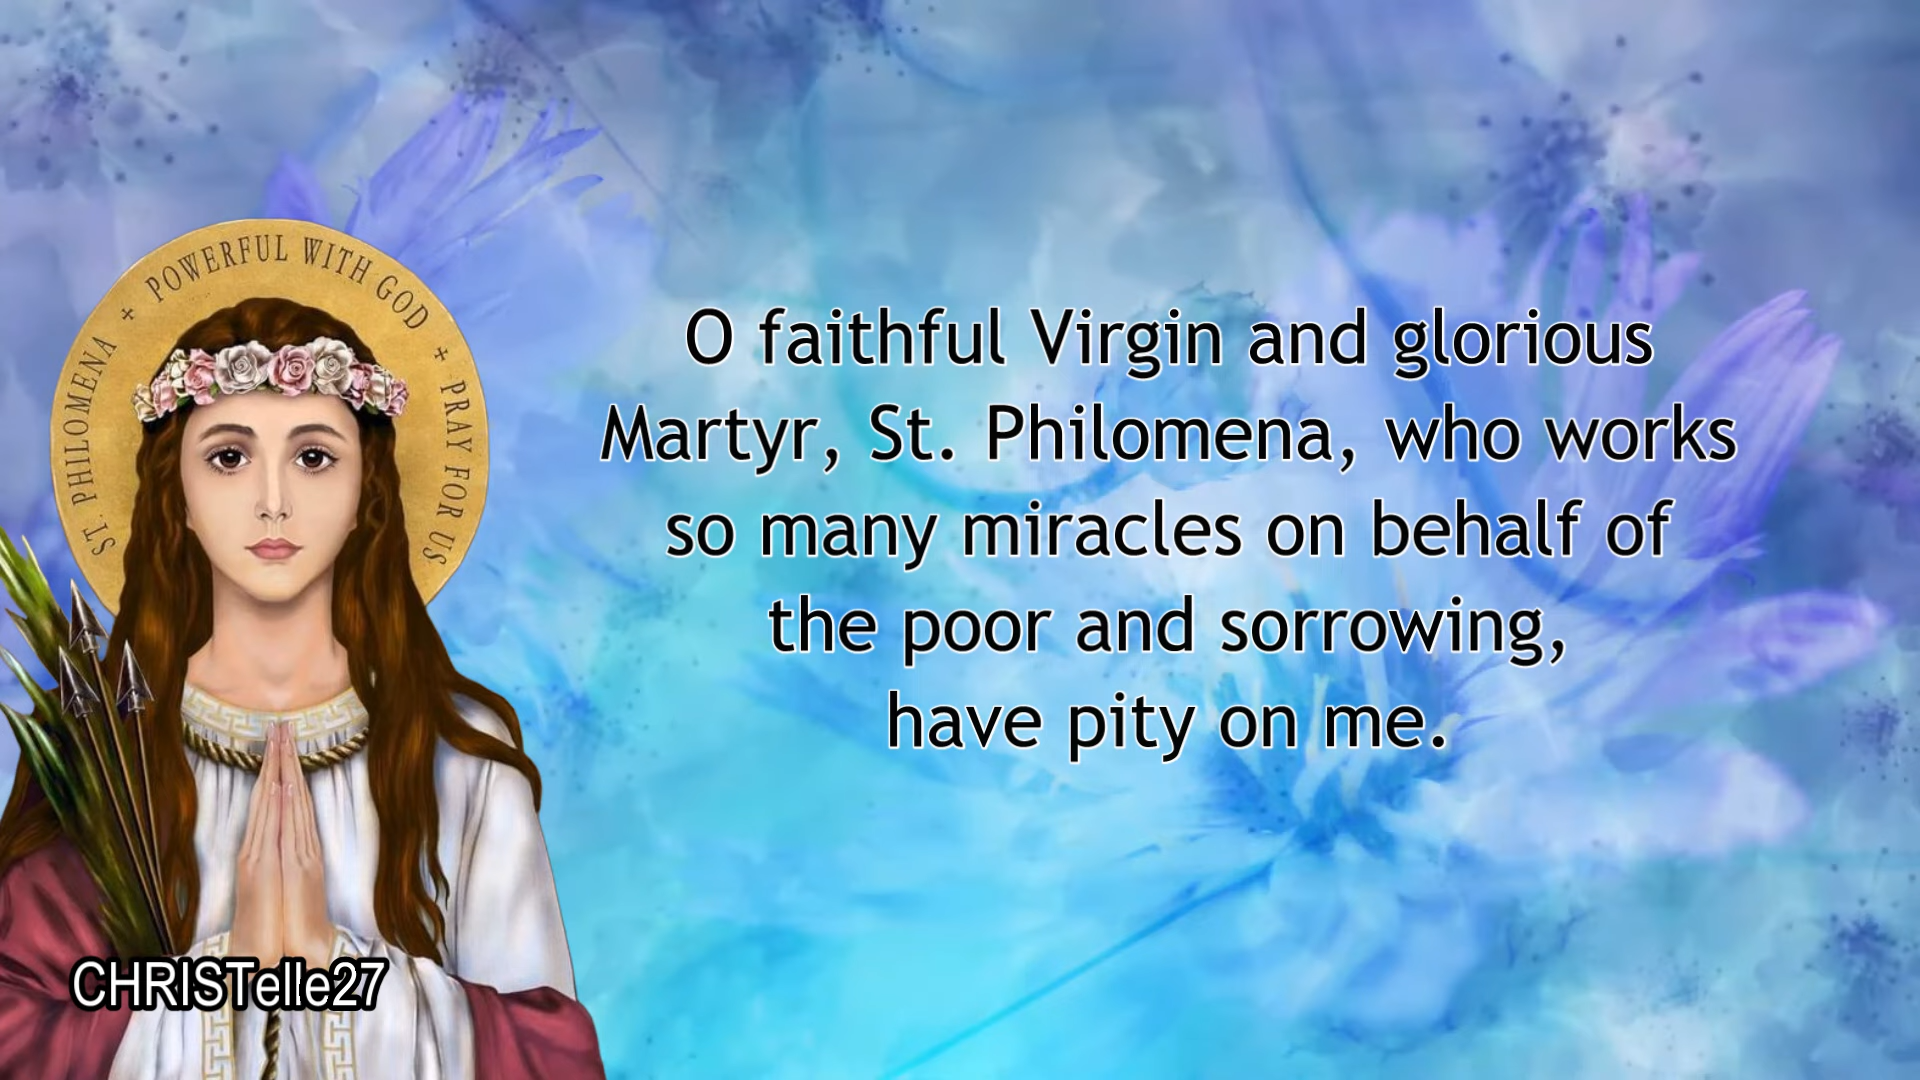 ST. PHILOMENA + POWERFUL WITH GOD + PRAY FOR US
O faithful Virgin and glorious
Martyr, St. Philomena, who works
so many miracles on behalf of
the poor and sorrowing,
have pity on me.
CHRISTelle27